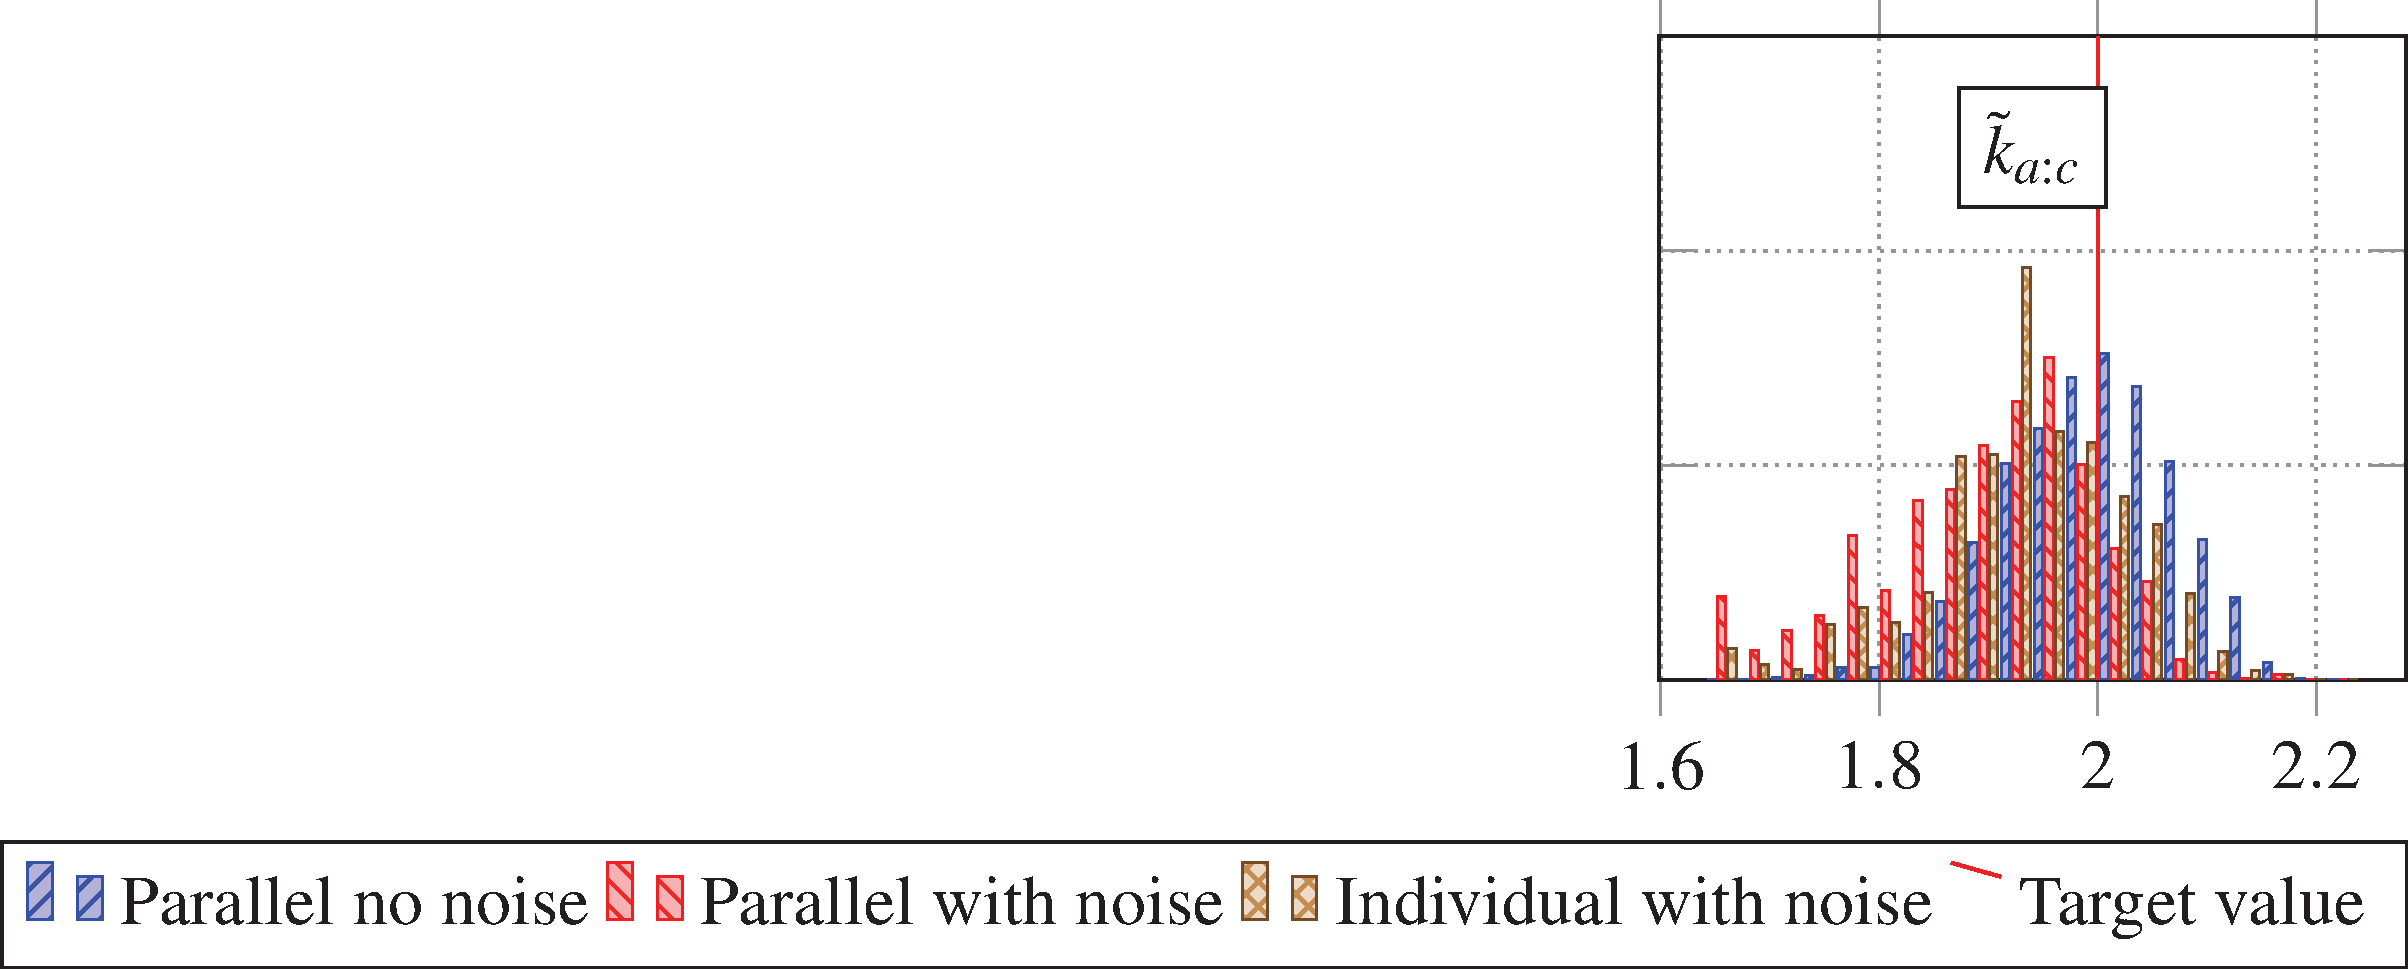 k̃a:c
1.6 1.8 2 2.2
Parallel no noise Parallel with noise Individual with noise Target value